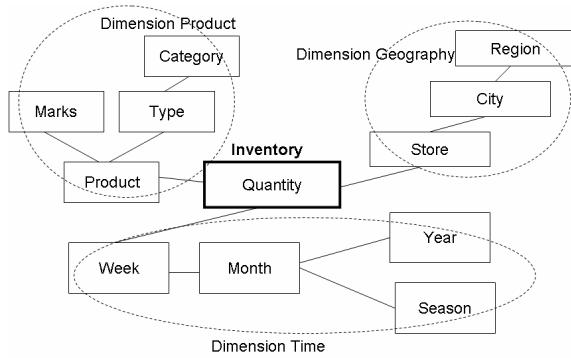 Dimension Product
Category
Marks
Type
Product
Dimension Geography
Region
City
Store
Inventory
Quantity
Week
Month
Year
Season
Dimension Time